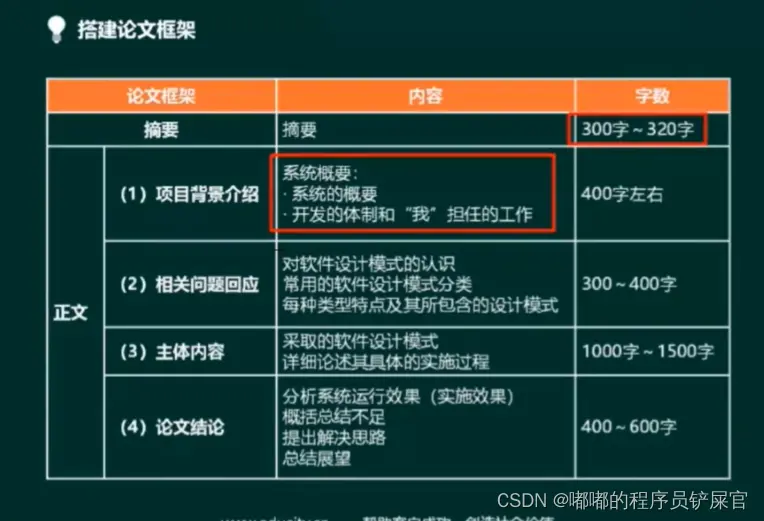 搭建论文框架
论文框架 内容 字数
摘要 摘要 300字~320字
正文
(1)项目背景介绍
系统概要:
·系统的概要
·开发的体制和“我”担任的工作
400字左右
(2)相关问题回应
对软件设计模式的认识
常用的软件设计模式分类
每种类型特点及其所包含的设计模式
300~400字
(3)主体内容
采取的软件设计模式
详细论述其具体的实施过程
1000字~1500字
(4)论文结论
分析系统运行效果(实施效果)
概括总结不足
提出解决思路
总结展望
400~600字
CSDN @嘟嘟的程序员铲屎官